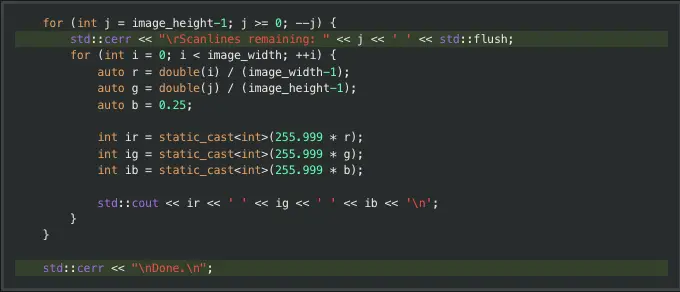 for (int j = image_height-1; j >= 0; --j) {
    std::cerr << "\rScanlines remaining: " << j << ' ' << std::flush;
    for (int i = 0; i < image_width; ++i) {
        auto r = double(i) / (image_width-1);
        auto g = double(j) / (image_height-1);
        auto b = 0.25;

        int ir = static_cast<int>(255.999 * r);
        int ig = static_cast<int>(255.999 * g);
        int ib = static_cast<int>(255.999 * b);

        std::cout << ir << ' ' << ig << ' ' << ib << '\n';
    }
}

std::cerr << "\nDone.\n";